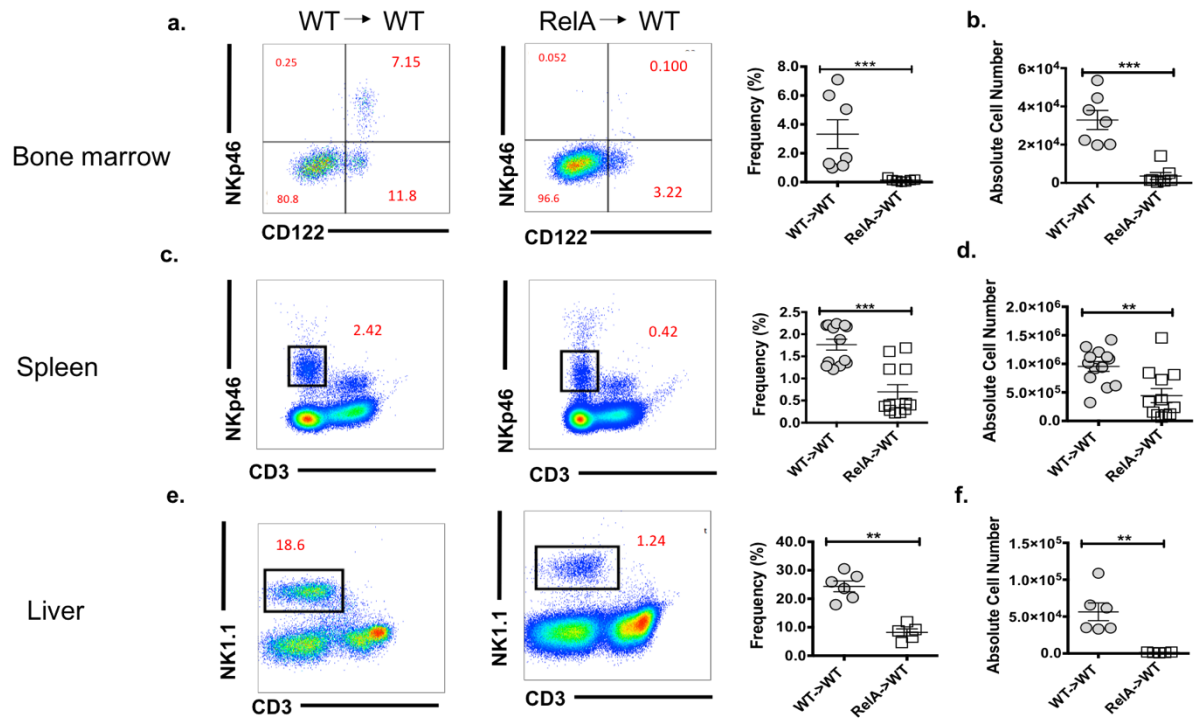 a.
WT → WT
RelA → WT
b.
Bone marrow
NKp46
0.25
7.15
80.8
11.8
CD122
NKp46
0.052
0.100
96.6
3.22
CD122
Frequency (%)
8.0
6.0
4.0
2.0
0.0
***
WT->WT
RelA->WT
Absolute Cell Number
6×10⁴
4×10⁴
2×10⁴
0
***
WT->WT
RelA->WT
c.
d.
Spleen
NKp46
2.42
CD3
NKp46
0.42
CD3
Frequency (%)
2.5
2.0
1.5
1.0
0.5
0.0
***
WT->WT
RelA->WT
Absolute Cell Number
2.0×10⁶
1.5×10⁶
1.0×10⁶
5.0×10⁵
0.0
**
WT->WT
RelA->WT
e.
f.
Liver
NK1.1
18.6
CD3
NK1.1
1.24
t
CD3
Frequency (%)
40.0
30.0
20.0
10.0
0.0
**
WT->WT
RelA->WT
Absolute Cell Number
1.5×10⁵
1.0×10⁵
5.0×10⁴
0.0
**
WT->WT
RelA->WT